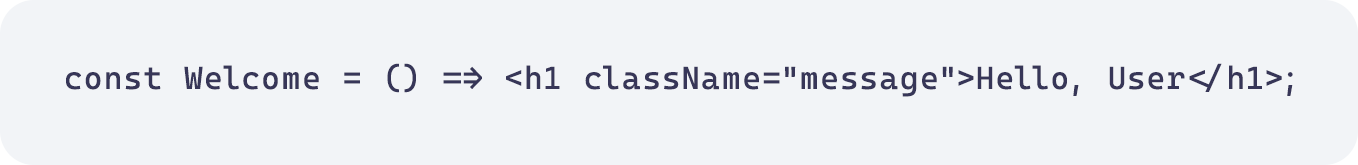 const Welcome = () => <h1 className="message">Hello, User</h1>;